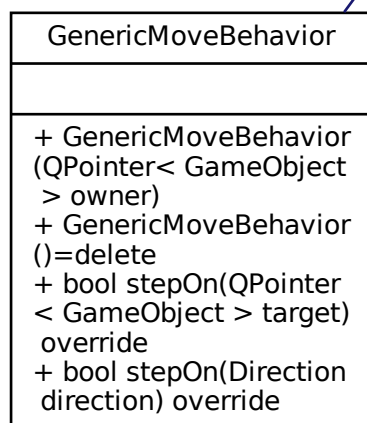 GenericMoveBehavior
+ GenericMoveBehavior
(QPointer< GameObject
> owner)
+ GenericMoveBehavior
()=delete
+ bool stepOn(QPointer
< GameObject > target)
override
+ bool stepOn(Direction
direction) override